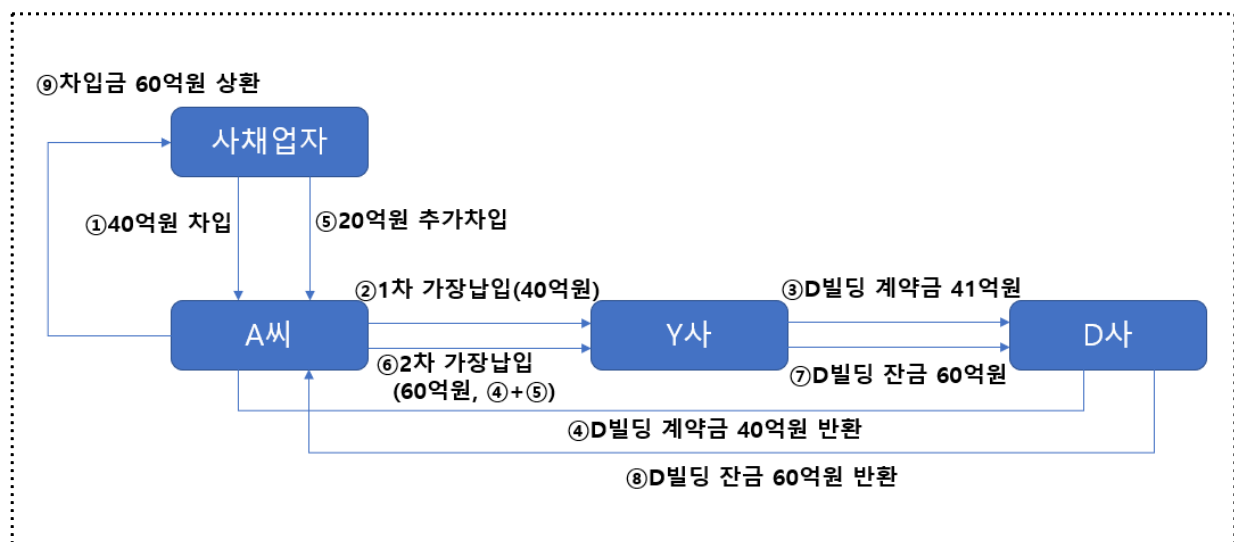 ⑨차입금 60억원 상환
사채업자
①40억원 차입
⑤20억원 추가차입
②1차 가장납입(40억원)
③D빌딩 계약금 41억원
A씨
Y사
D사
⑥2차 가장납입
(60억원, ④+⑤)
⑦D빌딩 잔금 60억원
④D빌딩 계약금 40억원 반환
⑧D빌딩 잔금 60억원 반환